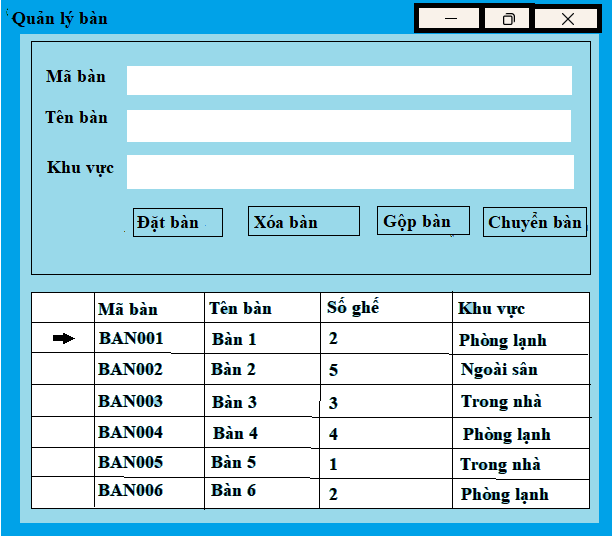 Quản lý bàn
Mã bàn
Tên bàn
Khu vực
Đặt bàn Xóa bàn Gộp bàn Chuyển bàn
Mã bàn Tên bàn Số ghế Khu vực
BAN001 Bàn 1 2 Phòng lạnh
BAN002 Bàn 2 5 Ngoài sân
BAN003 Bàn 3 3 Trong nhà
BAN004 Bàn 4 4 Phòng lạnh
BAN005 Bàn 5 1 Trong nhà
BAN006 Bàn 6 2 Phòng lạnh